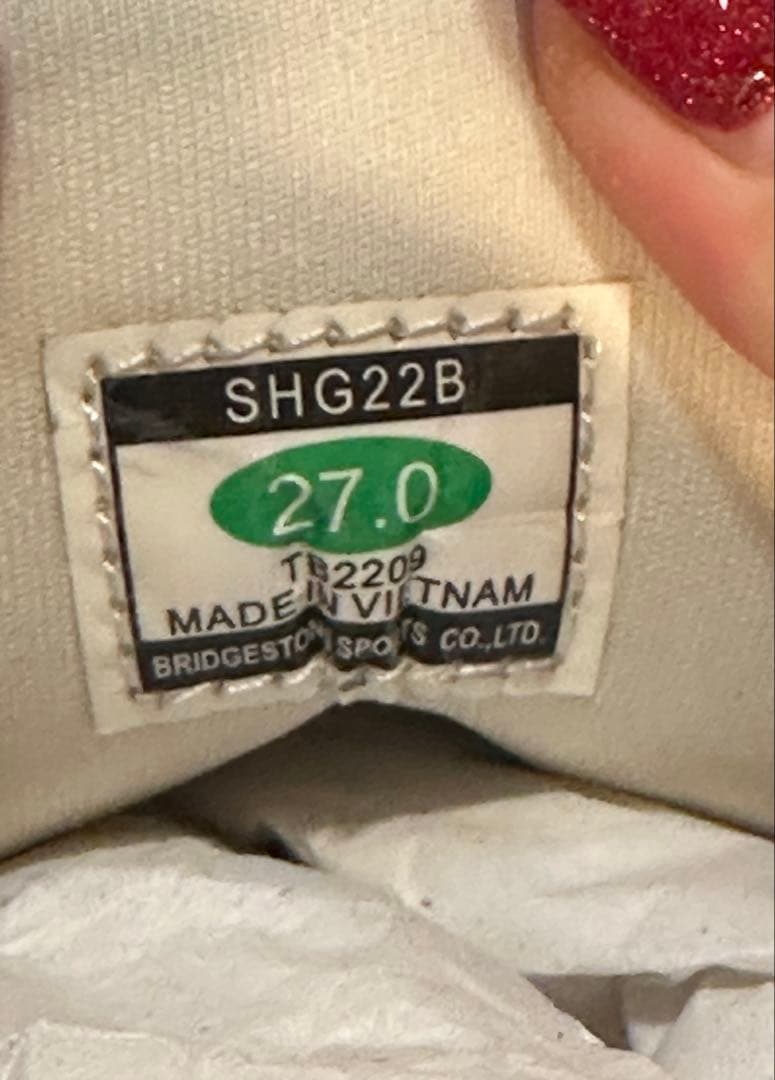 SHG22B
27.0
TB2209
MADE IN VIETNAM
BRIDGESTONE SPORTS CO.,LTD.